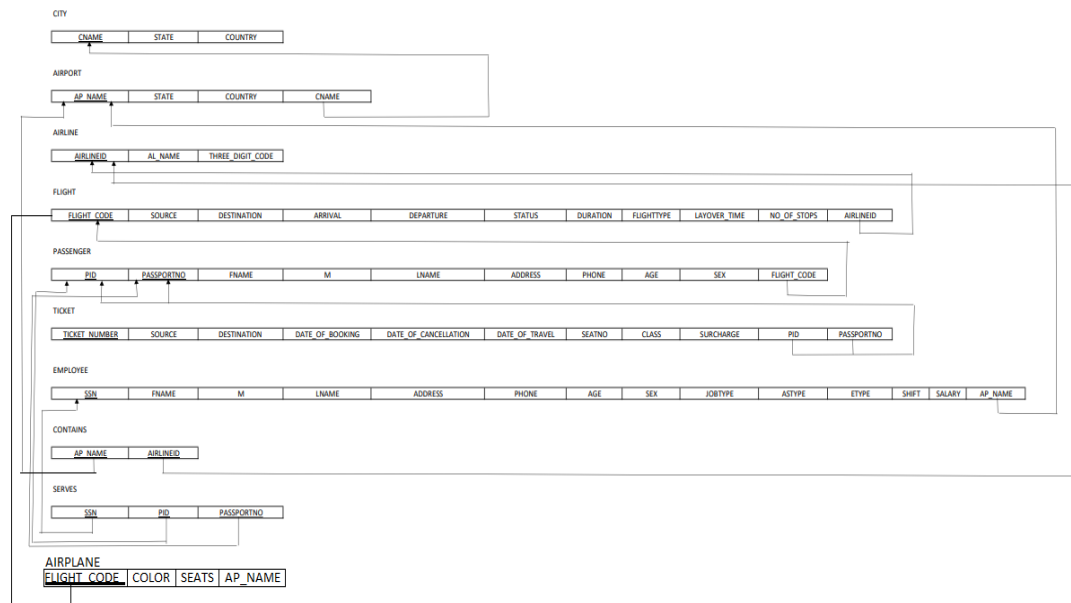 CITY
CNAME STATE COUNTRY
AIRPORT
AP_NAME STATE COUNTRY CNAME
AIRLINE
AIRLINEID AL_NAME THREE_DIGIT_CODE
FLIGHT
FLIGHT_CODE SOURCE DESTINATION ARRIVAL DEPARTURE STATUS DURATION FLIGHTTYPE LAYOVER_TIME NO_OF_STOPS AIRLINEID
PASSENGER
PID PASSPORTNO FNAME M LNAME ADDRESS PHONE AGE SEX FLIGHT_CODE
TICKET
TICKET_NUMBER SOURCE DESTINATION DATE_OF_BOOKING DATE_OF_CANCELLATION DATE_OF_TRAVEL SEATNO CLASS SURCHARGE PID PASSPORTNO
EMPLOYEE
SSN FNAME M LNAME ADDRESS PHONE AGE SEX JOBTYPE ASTYPE ETYPE SHIFT SALARY AP_NAME
CONTAINS
AP_NAME AIRLINEID
SERVES
SSN PID PASSPORTNO
AIRPLANE
FLIGHT_CODE COLOR SEATS AP_NAME